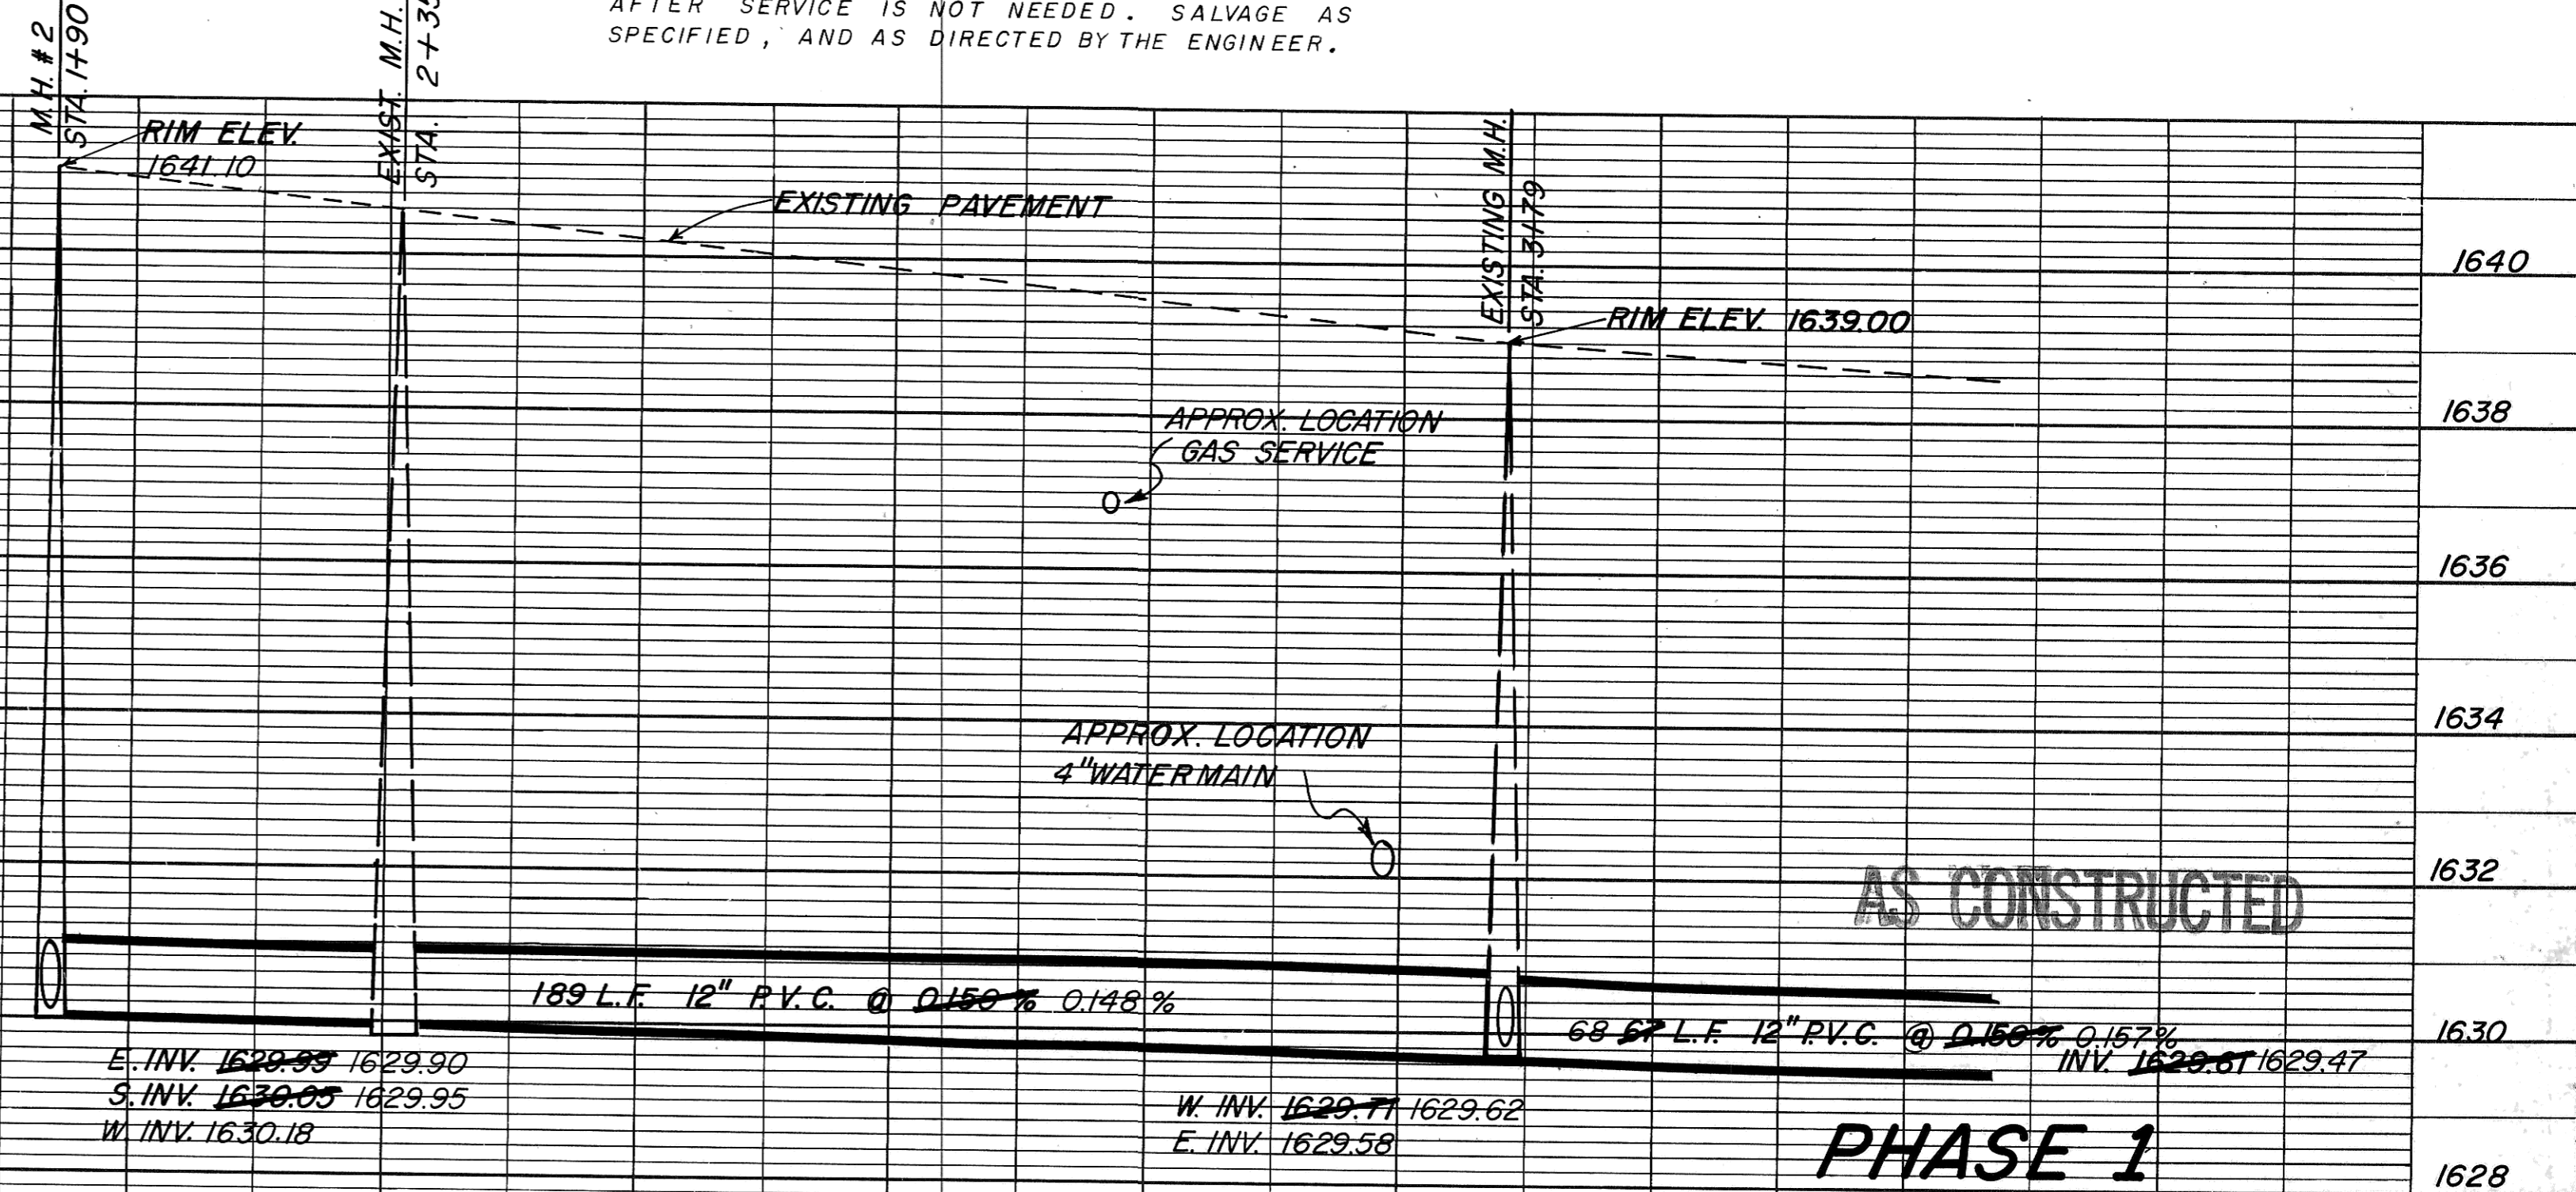 AFTER SERVICE IS NOT NEEDED. SALVAGE AS
SPECIFIED, AND AS DIRECTED BY THE ENGINEER.
M.H. #2
STA. 1+90
EXIST. M.H.
STA. 2+35
RIM ELEV.
1641.10
EXISTING PAVEMENT
EXISTING M.H.
STA. 3+79
RIM ELEV. 1639.00
1640
APPROX. LOCATION
GAS SERVICE
1638
1636
1634
APPROX. LOCATION
4" WATERMAIN
1632
AS CONSTRUCTED
189 L.F. 12" P.V.C. @ 0.150% 0.148%
68 67 L.F. 12" P.V.C. @ 0.150% 0.157%
1630
INV. 1629.61 1629.47
E. INV. 1629.99 1629.90
S. INV. 1630.05 1629.95
W. INV. 1630.18
W. INV. 1629.71 1629.62
E. INV. 1629.58
PHASE 1
1628